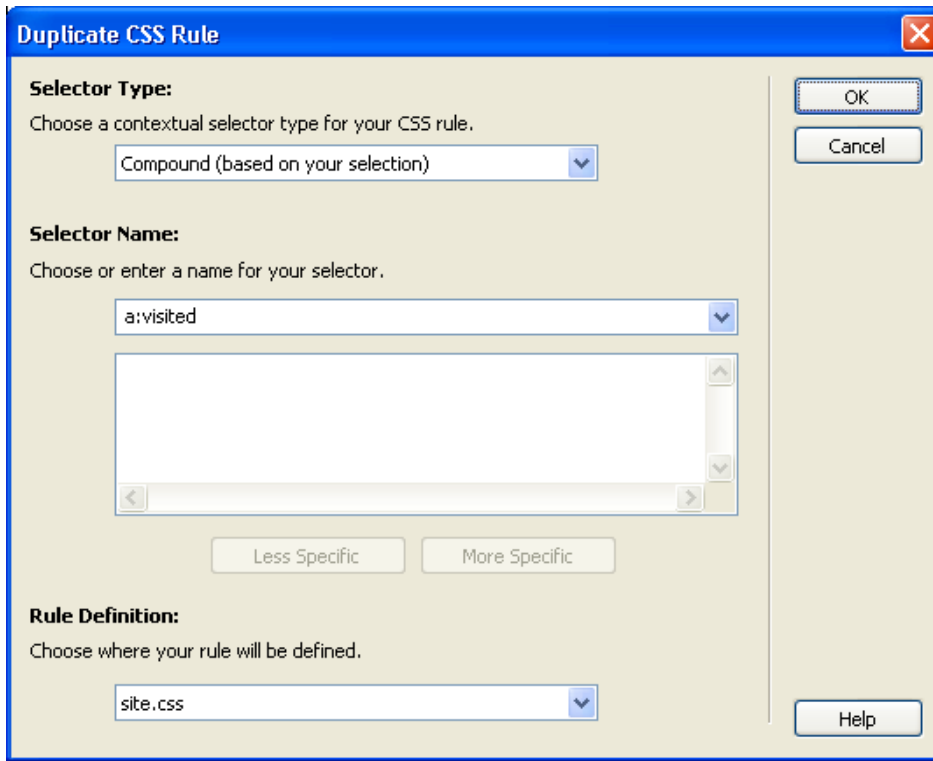 Duplicate CSS Rule
Selector Type:
Choose a contextual selector type for your CSS rule.
Compound (based on your selection)
OK
Cancel
Selector Name:
Choose or enter a name for your selector.
a:visited
Less Specific
More Specific
Rule Definition:
Choose where your rule will be defined.
site.css
Help